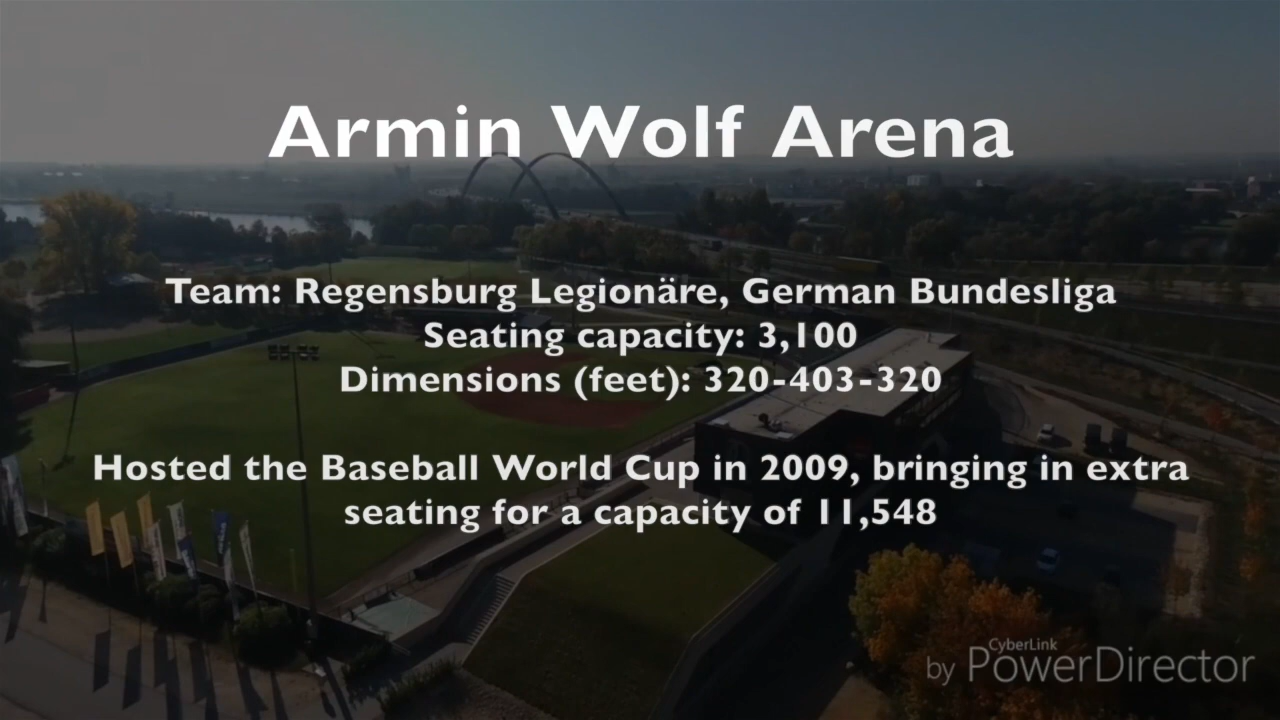 Armin Wolf Arena
Team: Regensburg Legionäre, German Bundesliga
Seating capacity: 3,100
Dimensions (feet): 320-403-320
Hosted the Baseball World Cup in 2009, bringing in extra
seating for a capacity of 11,548
CyberLink
by PowerDirector